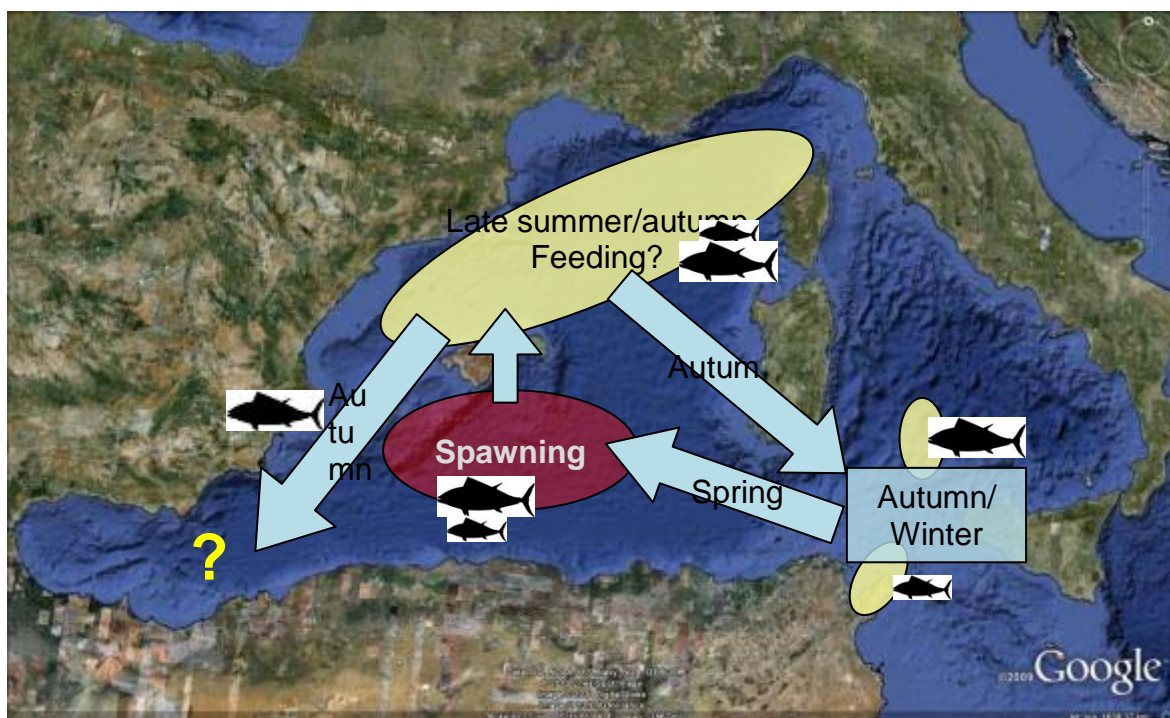 Late summer/autumn
Feeding?
Autum
Au
tu
mn
Spawning
Spring
Autumn/
Winter
?
©2009 Google